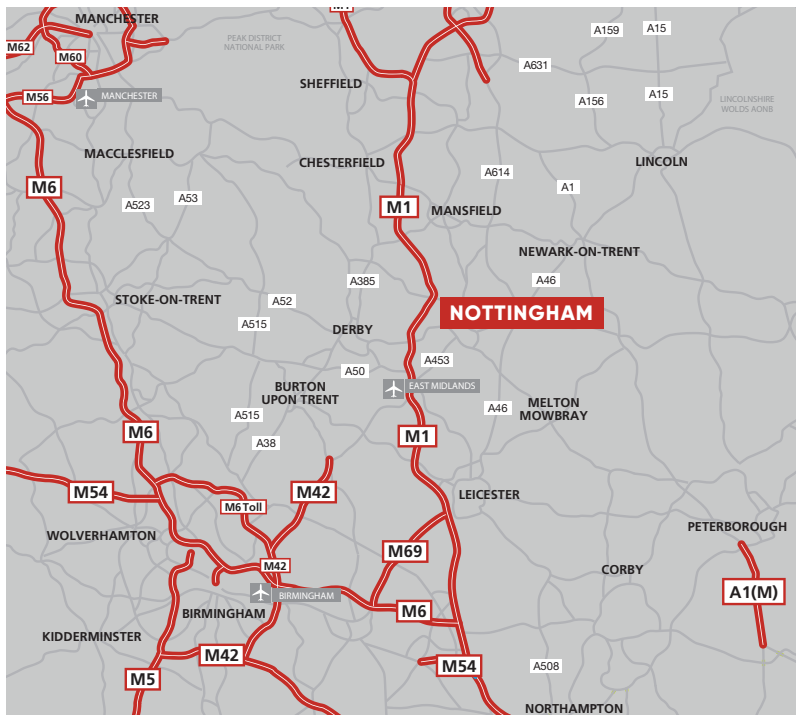 M1
MANCHESTER
A159
A15
M62
PEAK DISTRICT
NATIONAL PARK
M60
A631
SHEFFIELD
M56
MANCHESTER
A156
A15
LINCOLNSHIRE
WOLDS AONB
MACCLESFIELD
CHESTERFIELD
LINCOLN
A614
M6
A1
A523
A53
M1
MANSFIELD
NEWARK-ON-TRENT
A385
A46
STOKE-ON-TRENT
A52
NOTTINGHAM
A515
DERBY
A453
A50
EAST MIDLANDS
BURTON
UPON TRENT
MELTON
MOWBRAY
A46
A515
M6
M1
A38
M54
M42
LEICESTER
M6 Toll
PETERBOROUGH
WOLVERHAMTON
M69
M42
CORBY
A1(M)
BIRMINGHAM
BIRMINGHAM
M6
KIDDERMINSTER
M42
M54
A508
M5
NORTHAMPTON